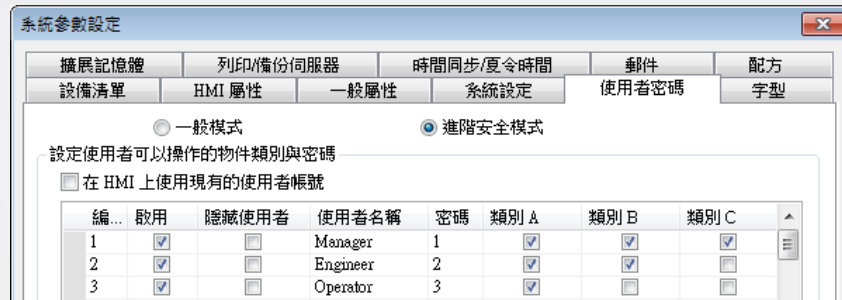 系統參數設定
擴展記憶體 列印/備份伺服器 時間同步/夏令時間 郵件 配方
設備清單 HMI 屬性 一般屬性 系統設定 使用者密碼 字型
一般模式 進階安全模式
設定使用者可以操作的物件類別與密碼
在 HMI 上使用現有的使用者帳號
編... 啟用 隱藏使用者 使用者名稱 密碼 類別 A 類別 B 類別 C
1 Manager 1
2 Engineer 2
3 Operator 3